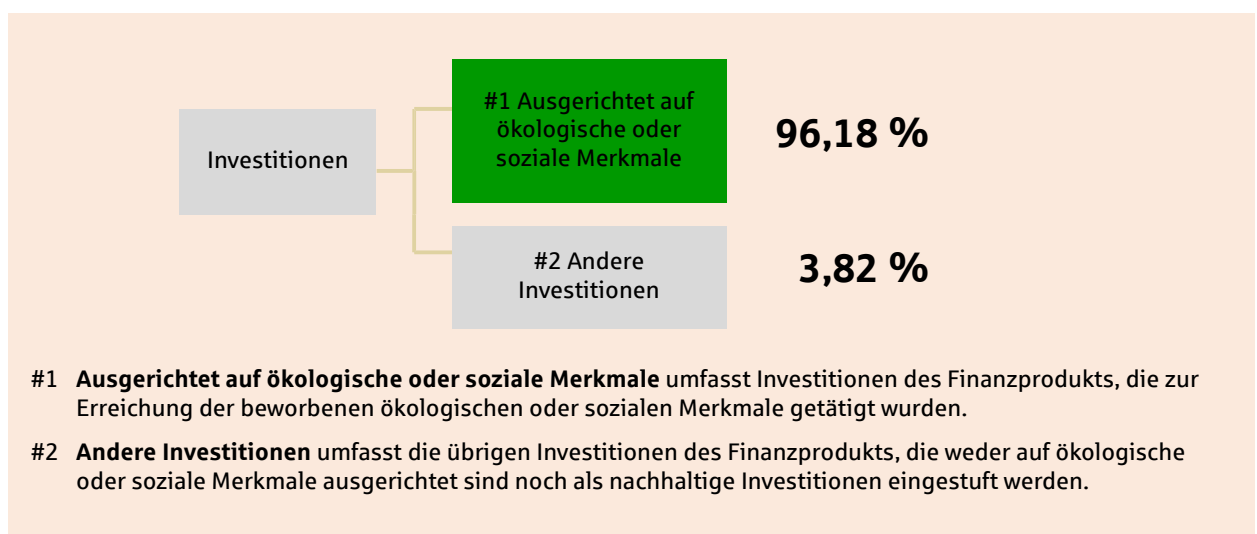 #1 Ausgerichtet auf
ökologische oder
soziale Merkmale
96,18 %
Investitionen
#2 Andere
Investitionen
3,82 %
#1 Ausgerichtet auf ökologische oder soziale Merkmale umfasst Investitionen des Finanzprodukts, die zur
Erreichung der beworbenen ökologischen oder sozialen Merkmale getätigt wurden.
#2 Andere Investitionen umfasst die übrigen Investitionen des Finanzprodukts, die weder auf ökologische
oder soziale Merkmale ausgerichtet sind noch als nachhaltige Investitionen eingestuft werden.